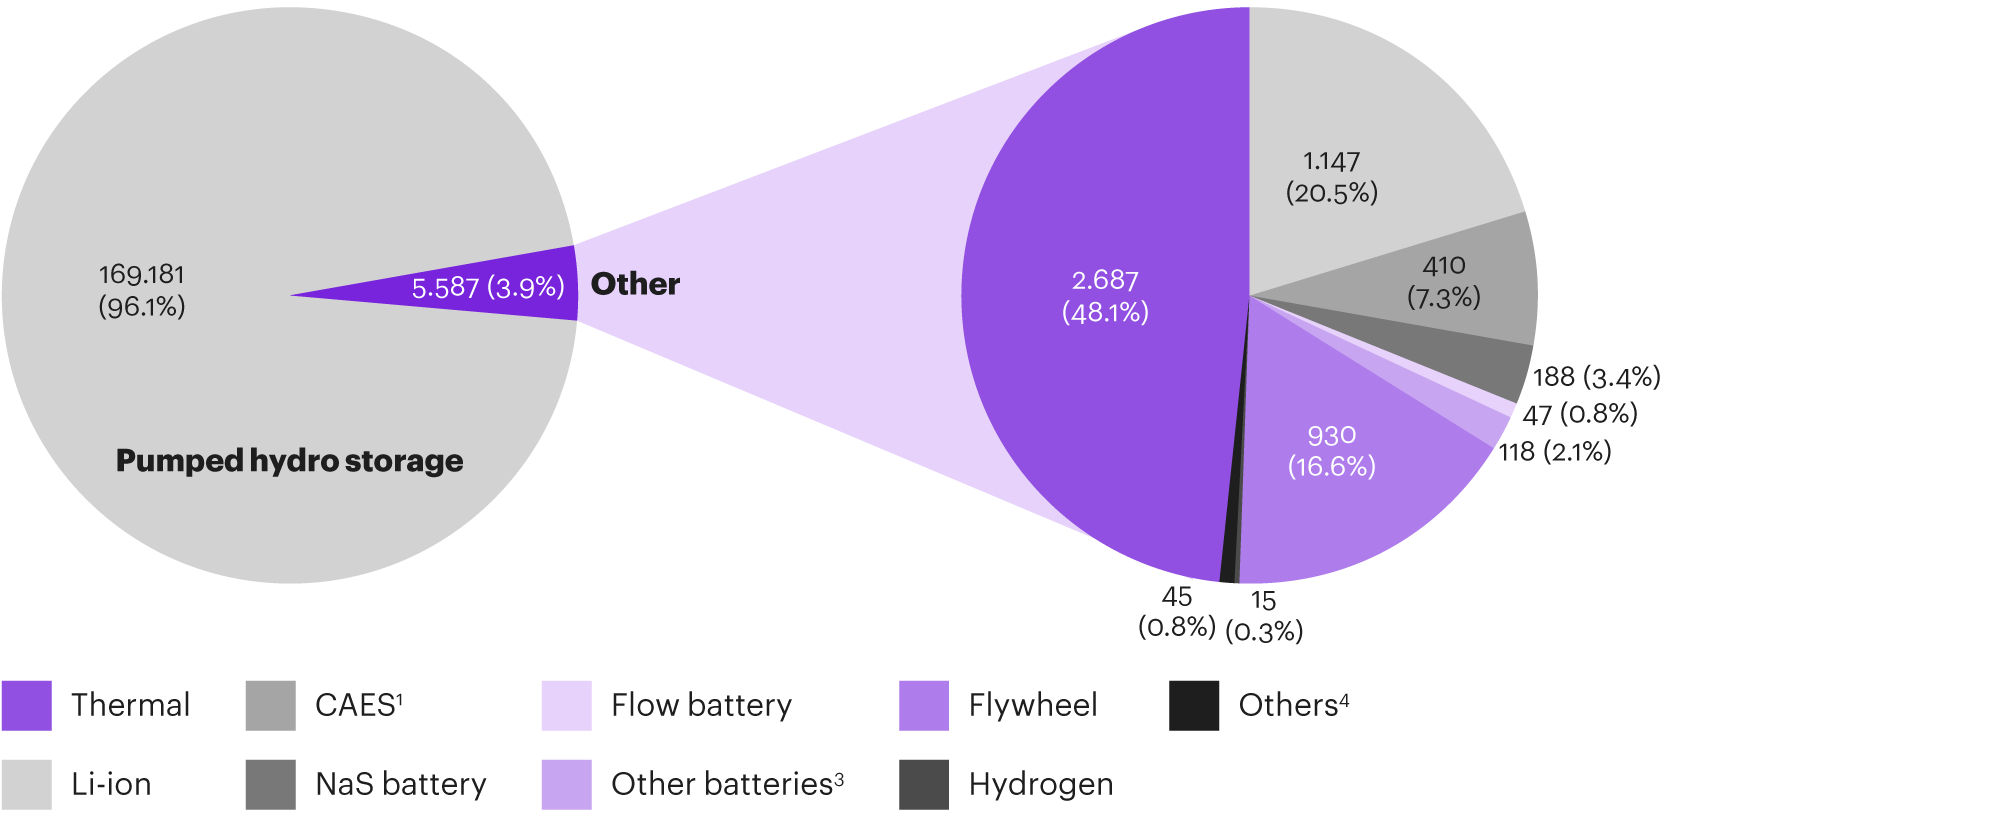 169.181
(96.1%)
5.587 (3.9%)
Other
Pumped hydro storage
2.687
(48.1%)
1.147
(20.5%)
410
(7.3%)
188 (3.4%)
47 (0.8%)
118 (2.1%)
930
(16.6%)
45
(0.8%)
15
(0.3%)
Thermal
CAES¹
Flow battery
Flywheel
Others⁴
Li-ion
NaS battery
Other batteries³
Hydrogen